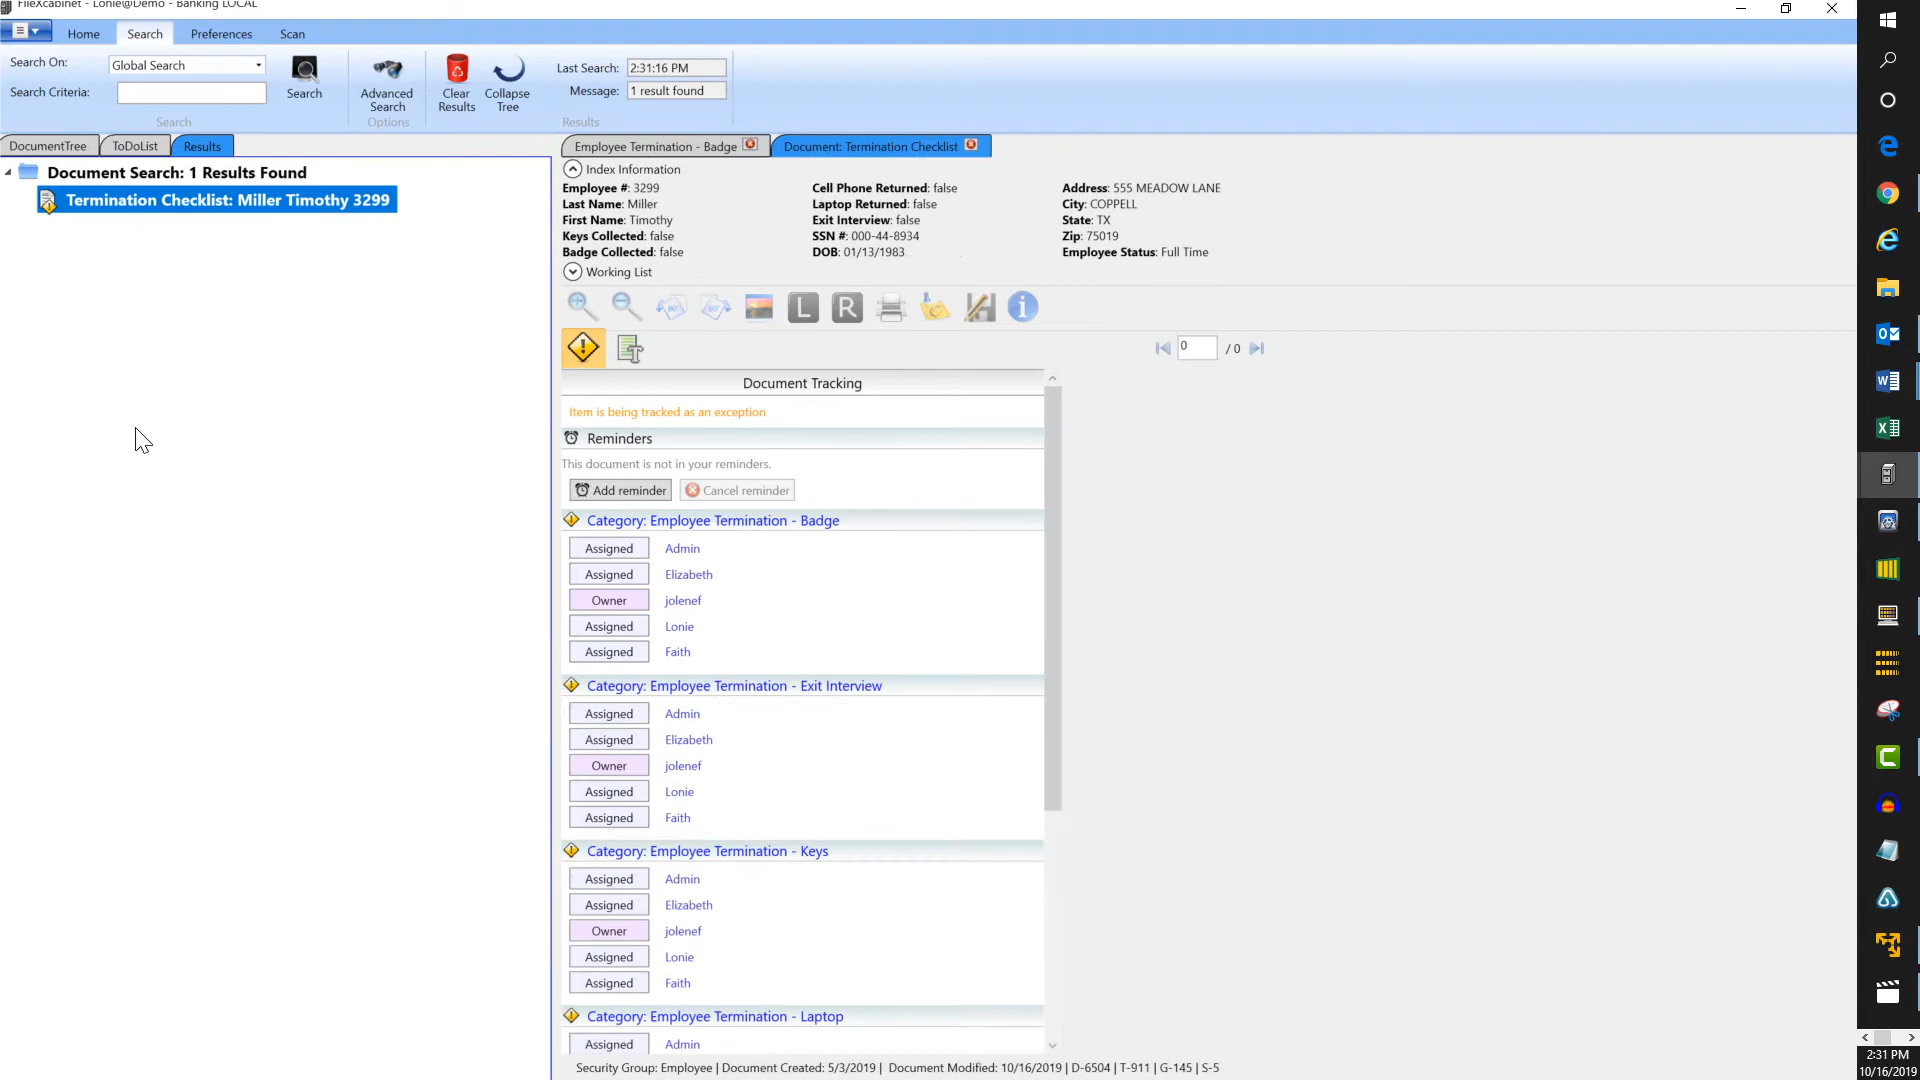 FileXcabinet - Lonie@Demo - Banking LOCAL
Home Search Preferences Scan
Search On: Global Search
Search Criteria:
Search
Advanced Search
Clear Results
Collapse Tree
Last Search: 2:31:16 PM
Message: 1 result found
Search Options Results
DocumentTree ToDoList Results
Document Search: 1 Results Found
Termination Checklist: Miller Timothy 3299
Employee Termination - Badge Document: Termination Checklist
Index Information
Employee #: 3299 Cell Phone Returned: false Address: 555 MEADOW LANE
Last Name: Miller Laptop Returned: false City: COPPELL
First Name: Timothy Exit Interview: false State: TX
Keys Collected: false SSN #: 000-44-8934 Zip: 75019
Badge Collected: false DOB: 01/13/1983 Employee Status: Full Time
Working List
L R
0 / 0
Document Tracking
Item is being tracked as an exception
Reminders
This document is not in your reminders.
Add reminder Cancel reminder
Category: Employee Termination - Badge
Assigned Admin
Assigned Elizabeth
Owner jolenef
Assigned Lonie
Assigned Faith
Category: Employee Termination - Exit Interview
Assigned Admin
Assigned Elizabeth
Owner jolenef
Assigned Lonie
Assigned Faith
Category: Employee Termination - Keys
Assigned Admin
Assigned Elizabeth
Owner jolenef
Assigned Lonie
Assigned Faith
Category: Employee Termination - Laptop
Assigned Admin
Security Group: Employee | Document Created: 5/3/2019 | Document Modified: 10/16/2019 | D-6504 | T-911 | G-145 | S-5
2:31 PM
10/16/2019